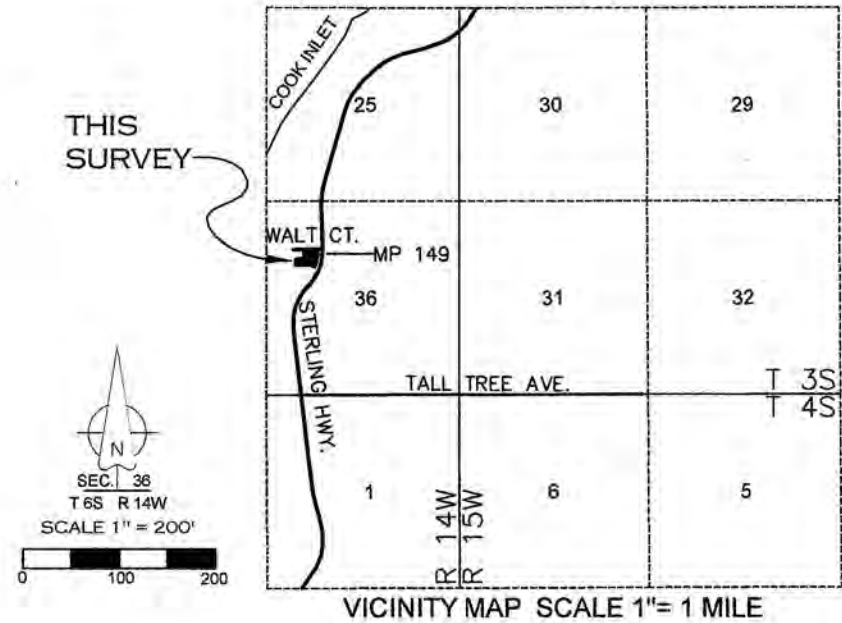 COOK INLET
25
30
29
THIS
SURVEY
WALT CT.
MP 149
36
31
32
STERLING HWY.
TALL TREE AVE.
T 3S
T 4S
N
SEC. 36
T 6S R 14W
SCALE 1" = 200'
0 100 200
1
6
5
R 14W
R 15W
VICINITY MAP SCALE 1"= 1 MILE